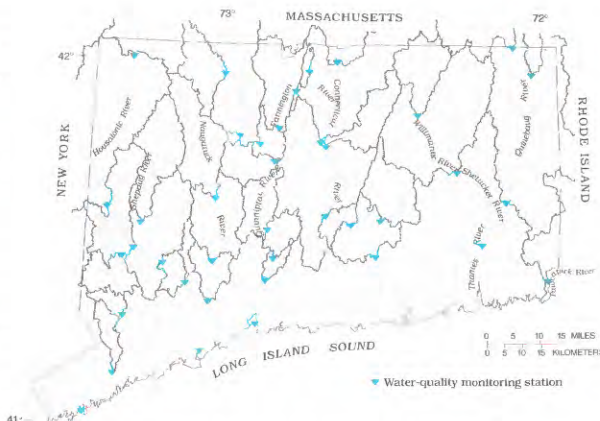 73°
MASSACHUSETTS
72°
42°
NEW YORK
RHODE ISLAND
Housatonic River
Shepaug River
Naugatuck
River
Farmington
River
Connecticut
River
Quinnipiac River
Willimantic
River
Shetucket River
Quinebaug
River
Thames River
River
LONG ISLAND SOUND
0 5 10 15 MILES
0 5 10 15 KILOMETERS
Water-quality monitoring station
41°